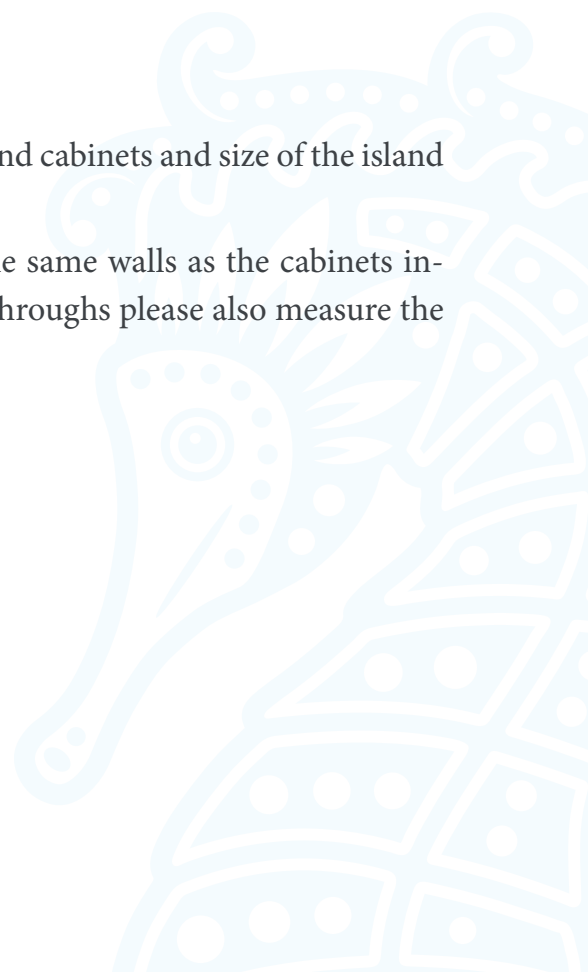 nd cabinets and size of the island
e same walls as the cabinets in-
hroughs please also measure the